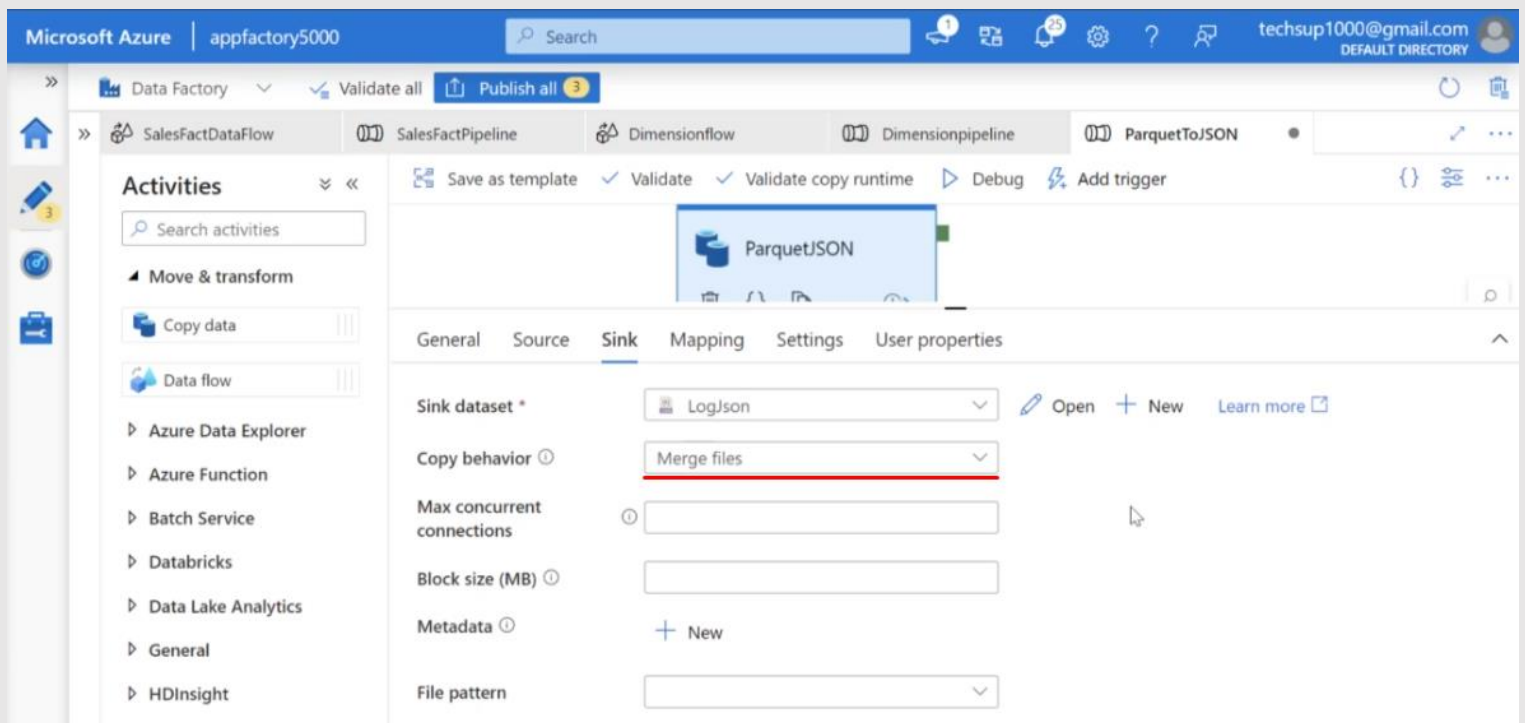 Microsoft Azure | appfactory5000
Search
1
25
techsup1000@gmail.com
DEFAULT DIRECTORY
Data Factory
Validate all
Publish all 3
SalesFactDataFlow
SalesFactPipeline
Dimensionflow
Dimensionpipeline
ParquetToJSON
3
Activities
Search activities
Move & transform
Copy data
Data flow
Azure Data Explorer
Azure Function
Batch Service
Databricks
Data Lake Analytics
General
HDInsight
Save as template
Validate
Validate copy runtime
Debug
Add trigger
ParquetJSON
General
Source
Sink
Mapping
Settings
User properties
Sink dataset *
LogJson
Open
New
Learn more
Copy behavior
Merge files
Max concurrent
connections
Block size (MB)
Metadata
New
File pattern